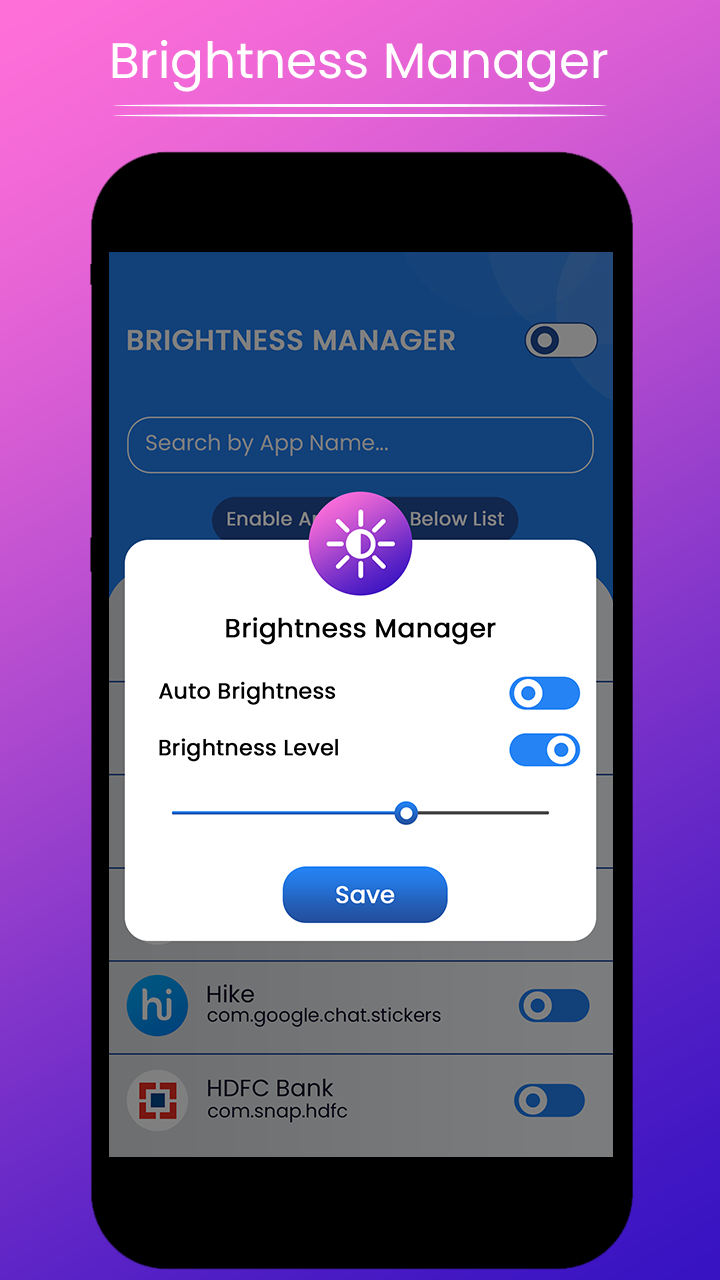 Brightness Manager
BRIGHTNESS MANAGER
Search by App Name...
Enable Below List
Brightness Manager
Auto Brightness
Brightness Level
Save
hi
Hike
com.google.chat.stickers
HDFC Bank
com.snap.hdfc